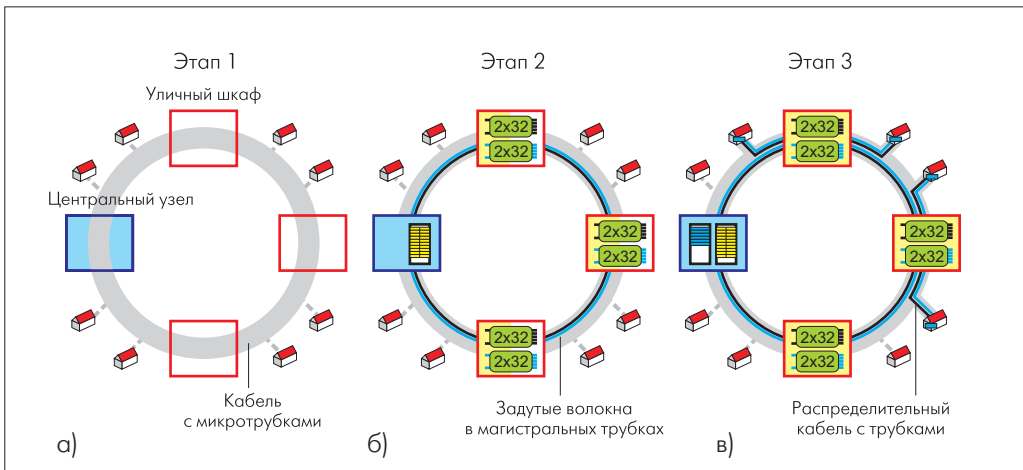 Этап 1
Этап 2
Этап 3
Уличный шкаф
Центральный узел
2x32
2x32
2x32
2x32
2x32
2x32
2x32
2x32
2x32
2x32
2x32
2x32
Кабель
с микротрубками
Задутые волокна
в магистральных трубках
Распределительный
кабель с трубками
а)
б)
в)